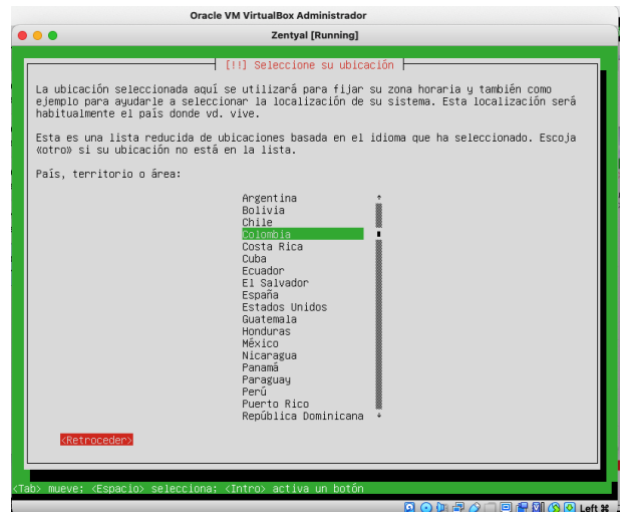 Oracle VM VirtualBox Administrador
Zentyal [Running]
[!!] Seleccione su ubicación
La ubicación seleccionada aquí se utilizará para fijar su zona horaria y también como
ejemplo para ayudarle a seleccionar la localización de su sistema. Esta localización será
habitualmente el país donde vd. vive.
Esta es una lista reducida de ubicaciones basada en el idioma que ha seleccionado. Escoja
«otro» si su ubicación no está en la lista.
País, territorio o área:
Argentina
Bolivia
Chile
Colombia
Costa Rica
Cuba
Ecuador
El Salvador
España
Estados Unidos
Guatemala
Honduras
México
Nicaragua
Panamá
Paraguay
Perú
Puerto Rico
República Dominicana
<Retroceder>
<Tab> mueve; <Espacio> selecciona; <Intro> activa un botón
Left ⌘